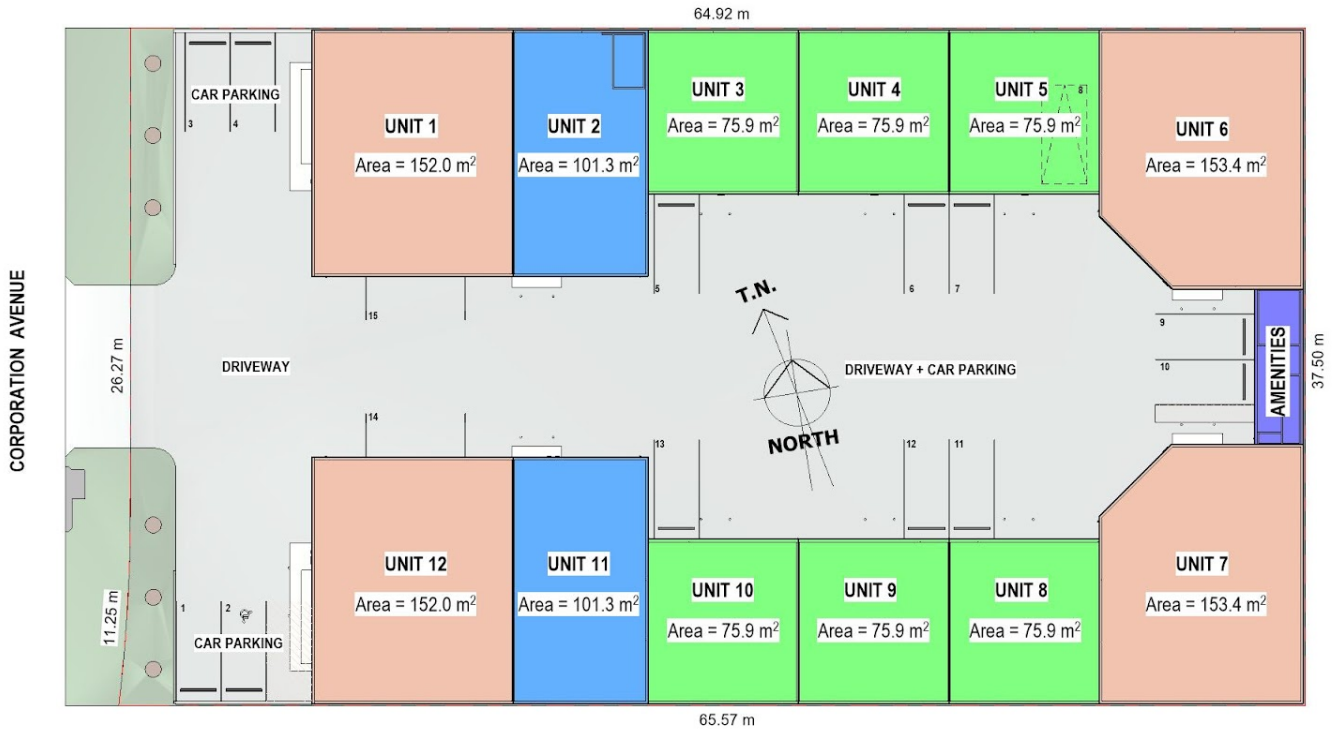 64.92 m
CAR PARKING
3
4
UNIT 1
Area = 152.0 m²
UNIT 2
Area = 101.3 m²
UNIT 3
Area = 75.9 m²
UNIT 4
Area = 75.9 m²
UNIT 5
Area = 75.9 m²
8
UNIT 6
Area = 153.4 m²
CORPORATION AVENUE
26.27 m
11.25 m
DRIVEWAY
15
14
5
6
7
T.N.
NORTH
DRIVEWAY + CAR PARKING
9
10
AMENITIES
37.50 m
13
12
11
1
2
CAR PARKING
UNIT 12
Area = 152.0 m²
UNIT 11
Area = 101.3 m²
UNIT 10
Area = 75.9 m²
UNIT 9
Area = 75.9 m²
UNIT 8
Area = 75.9 m²
UNIT 7
Area = 153.4 m²
65.57 m